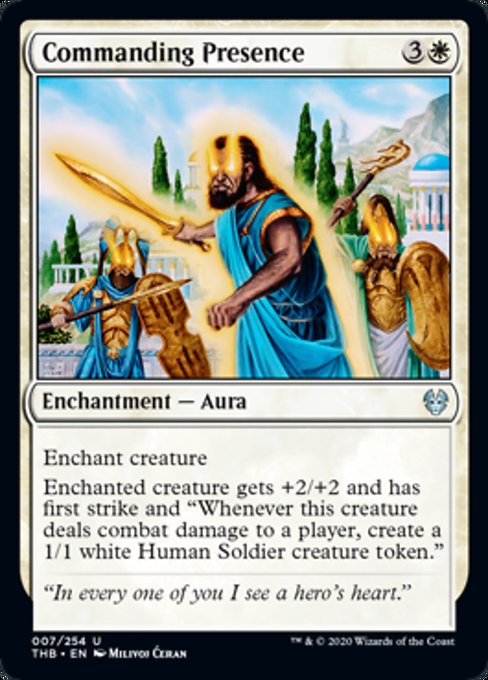 Commanding Presence 3
Enchantment — Aura
Enchant creature
Enchanted creature gets +2/+2 and has
first strike and “Whenever this creature
deals combat damage to a player, create a
1/1 white Human Soldier creature token.”
“In every one of you I see a hero’s heart.”
007/254 U
™ & © 2020 Wizards of the Coast
THB • EN Milivoj Ćeran